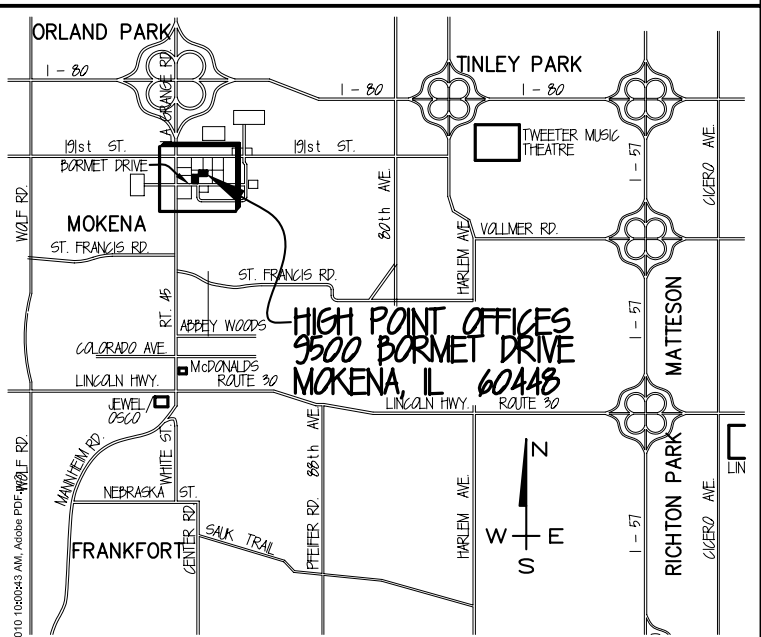 ORLAND PARK
I - 80
LA GRANGE RD.
TINLEY PARK
I - 80
I - 80
191st ST.
191st ST.
TWEETER MUSIC
THEATRE
BORMET DRIVE
WOLF RD.
MOKENA
80th AVE.
HARLEM AVE.
VOLLMER RD.
I - 57
CICERO AVE.
ST. FRANCIS RD.
ST. FRANCIS RD.
RT. 45
ABBEY WOODS
HIGH POINT OFFICES
9500 BORMET DRIVE
MOKENA, IL 60448
I - 57
MATTESON
COLORADO AVE.
McDONALDS
LINCOLN HWY.
ROUTE 30
LINCOLN HWY.
ROUTE 30
JEWEL/
OSCO
WOLF RD.
MANNHEIM RD.
WHITE ST.
88th AVE.
PFEIFER RD.
HARLEM AVE.
N
W
E
S
I - 57
RICHTON PARK
CICERO AVE.
LIN
NEBRASKA ST.
FRANKFORT
CENTER RD.
SAUK TRAIL
010 10:00:43 AM, Adobe PDF